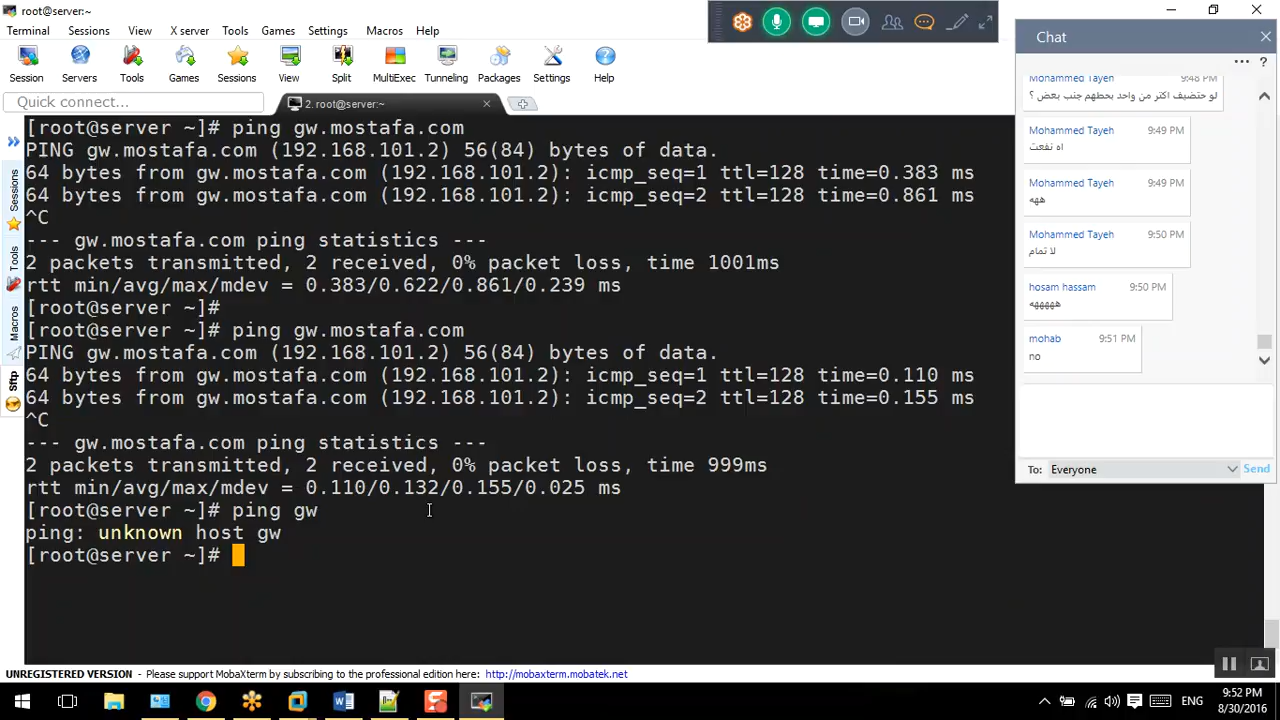 root@server:~
Terminal Sessions View X server Tools Games Settings Macros Help
Session Servers Tools Games Sessions View Split MultiExec Tunneling Packages Settings Help
Quick connect...
2. root@server:~
Sessions
Tools
Macros
Sftp
[root@server ~]# ping gw.mostafa.com
PING gw.mostafa.com (192.168.101.2) 56(84) bytes of data.
64 bytes from gw.mostafa.com (192.168.101.2): icmp_seq=1 ttl=128 time=0.383 ms
64 bytes from gw.mostafa.com (192.168.101.2): icmp_seq=2 ttl=128 time=0.861 ms
^C
--- gw.mostafa.com ping statistics ---
2 packets transmitted, 2 received, 0% packet loss, time 1001ms
rtt min/avg/max/mdev = 0.383/0.622/0.861/0.239 ms
[root@server ~]#
[root@server ~]# ping gw.mostafa.com
PING gw.mostafa.com (192.168.101.2) 56(84) bytes of data.
64 bytes from gw.mostafa.com (192.168.101.2): icmp_seq=1 ttl=128 time=0.110 ms
64 bytes from gw.mostafa.com (192.168.101.2): icmp_seq=2 ttl=128 time=0.155 ms
^C
--- gw.mostafa.com ping statistics ---
2 packets transmitted, 2 received, 0% packet loss, time 999ms
rtt min/avg/max/mdev = 0.110/0.132/0.155/0.025 ms
[root@server ~]# ping gw
ping: unknown host gw
[root@server ~]#
Chat
Mohammed Tayeh 9:48 PM
لو حتضيف اكتر من واحد بحطهم جنب بعض ؟
Mohammed Tayeh 9:49 PM
اه نفعت
Mohammed Tayeh 9:49 PM
ههه
Mohammed Tayeh 9:50 PM
لا تمام
hosam hassam 9:50 PM
هههههه
mohab 9:51 PM
no
To: Everyone Send
UNREGISTERED VERSION - Please support MobaXterm by subscribing to the professional edition here: http://mobaxterm.mobatek.net
ENG
9:52 PM
8/30/2016